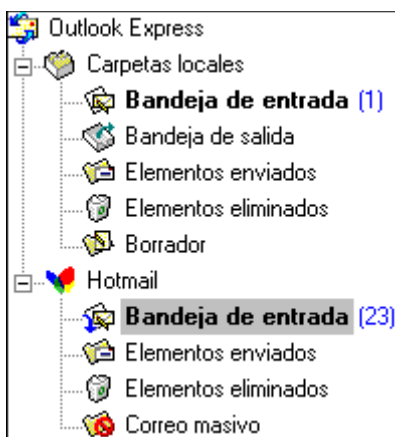 Outlook Express
Carpetas locales
Bandeja de entrada (1)
Bandeja de salida
Elementos enviados
Elementos eliminados
Borrador
Hotmail
Bandeja de entrada (23)
Elementos enviados
Elementos eliminados
Correo masivo